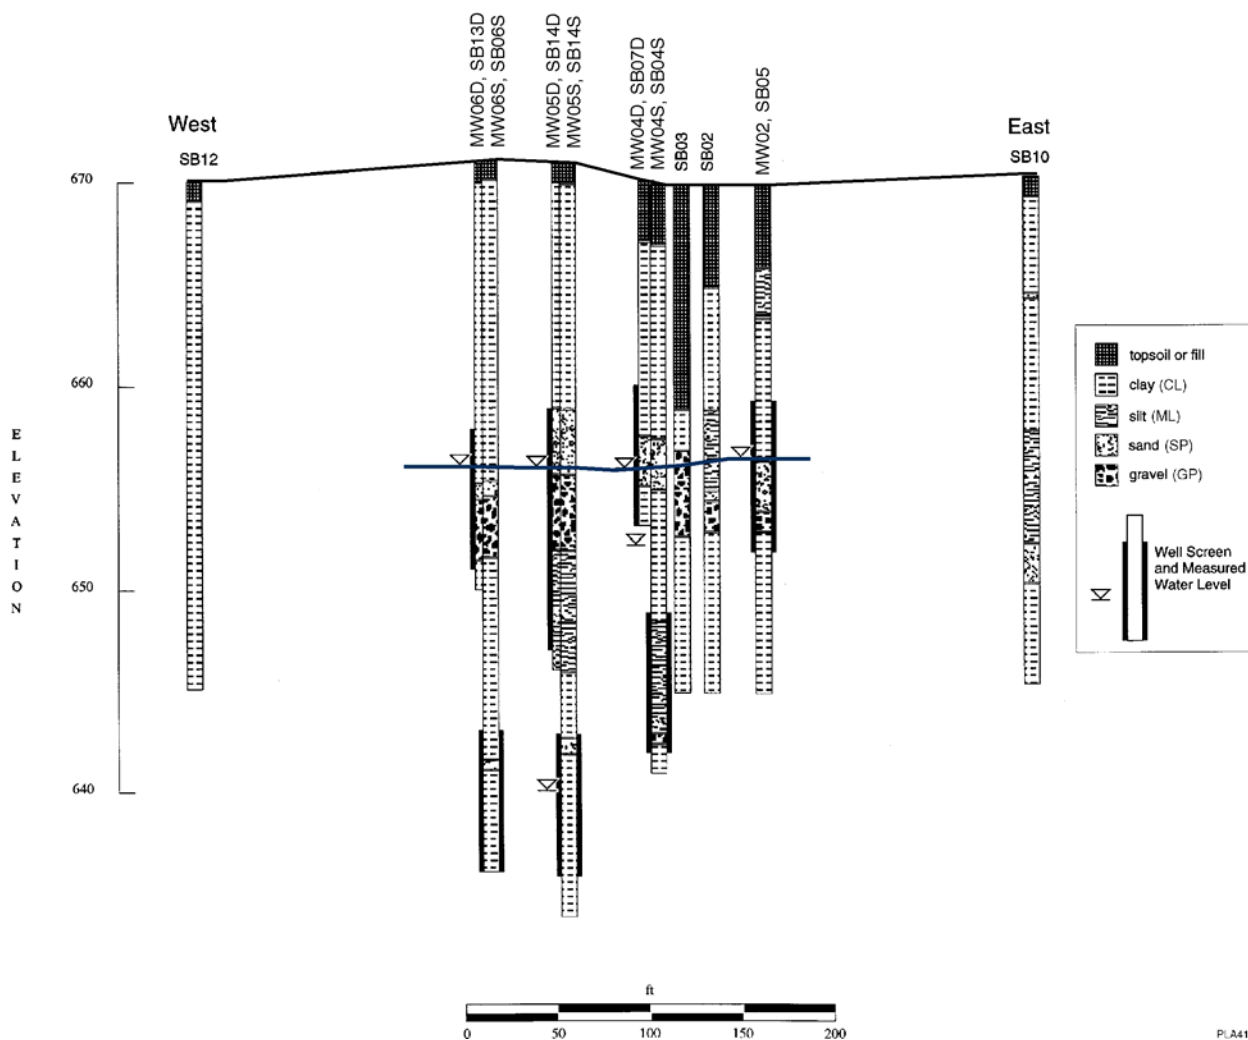 MW06D, SB13D
MW06S, SB06S
MW05D, SB14D
MW05S, SB14S
MW04D, SB07D
MW04S, SB04S
SB03
SB02
MW02, SB05
West
East
SB12
SB10
670
660
650
640
ELEVATION
topsoil or fill
clay (CL)
silt (ML)
sand (SP)
gravel (GP)
Well Screen
and Measured
Water Level
ft
0 50 100 150 200
PLA41